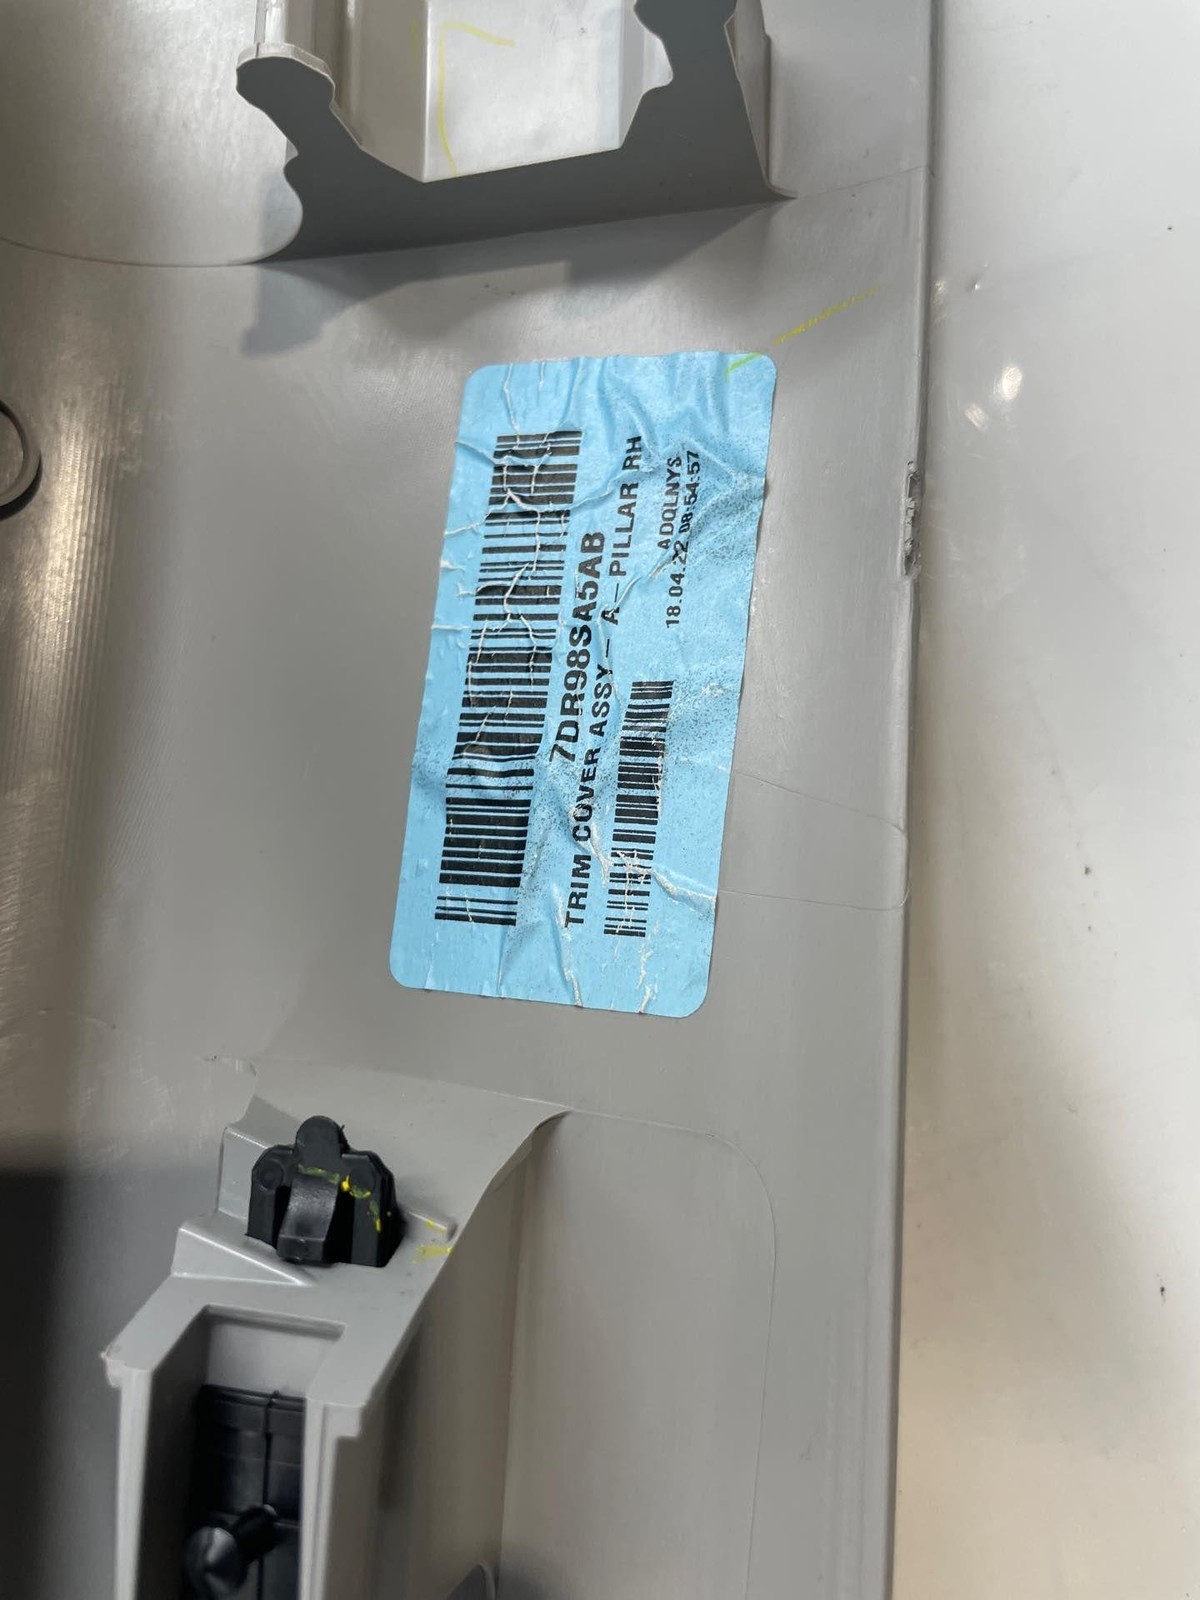 7DR98SA5AB
TRIM COVER ASSY - A - PILLAR RH
ADQLNYS
18.04.22 08:54:57